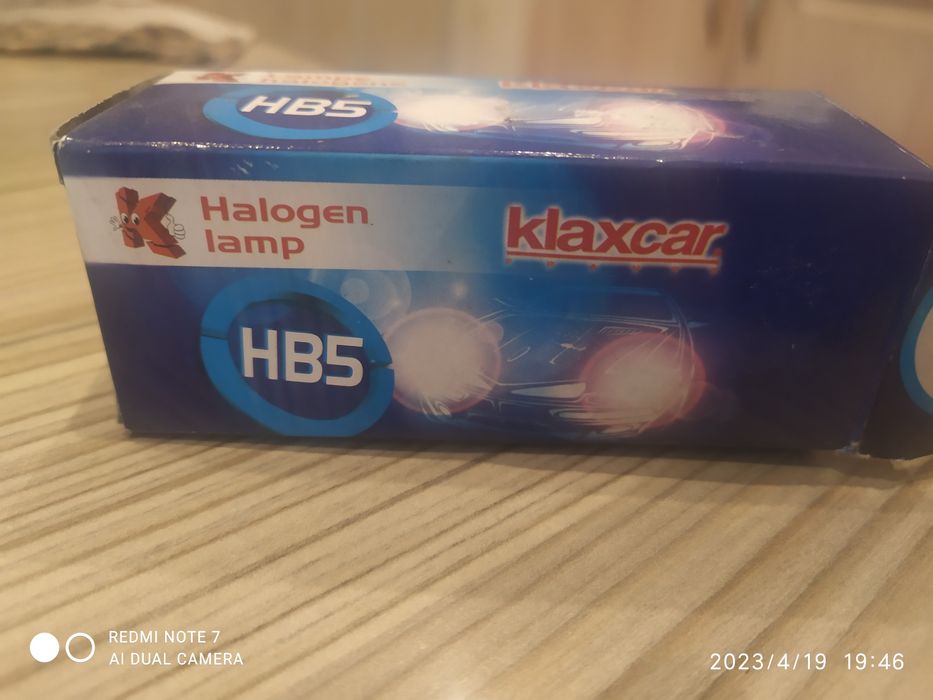 HB5
Halogen
lamp
klaxcar
HB5
REDMI NOTE 7
AI DUAL CAMERA
2023/4/19 19:46